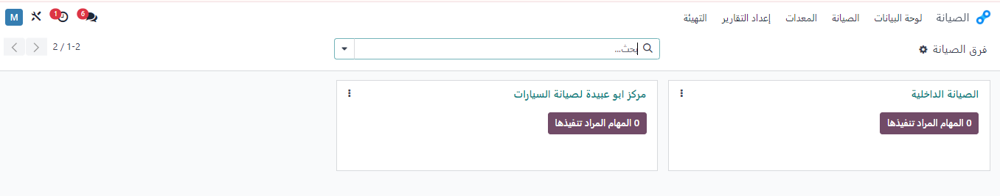 الصيانة لوحة البيانات الصيانة المعدات إعداد التقارير التهيئة 6 1 M
فرق الصيانة بحث... 1-2 / 2
الصيانة الداخلية
0 المهام المراد تنفيذها
مركز ابو عبيدة لصيانة السيارات
0 المهام المراد تنفيذها